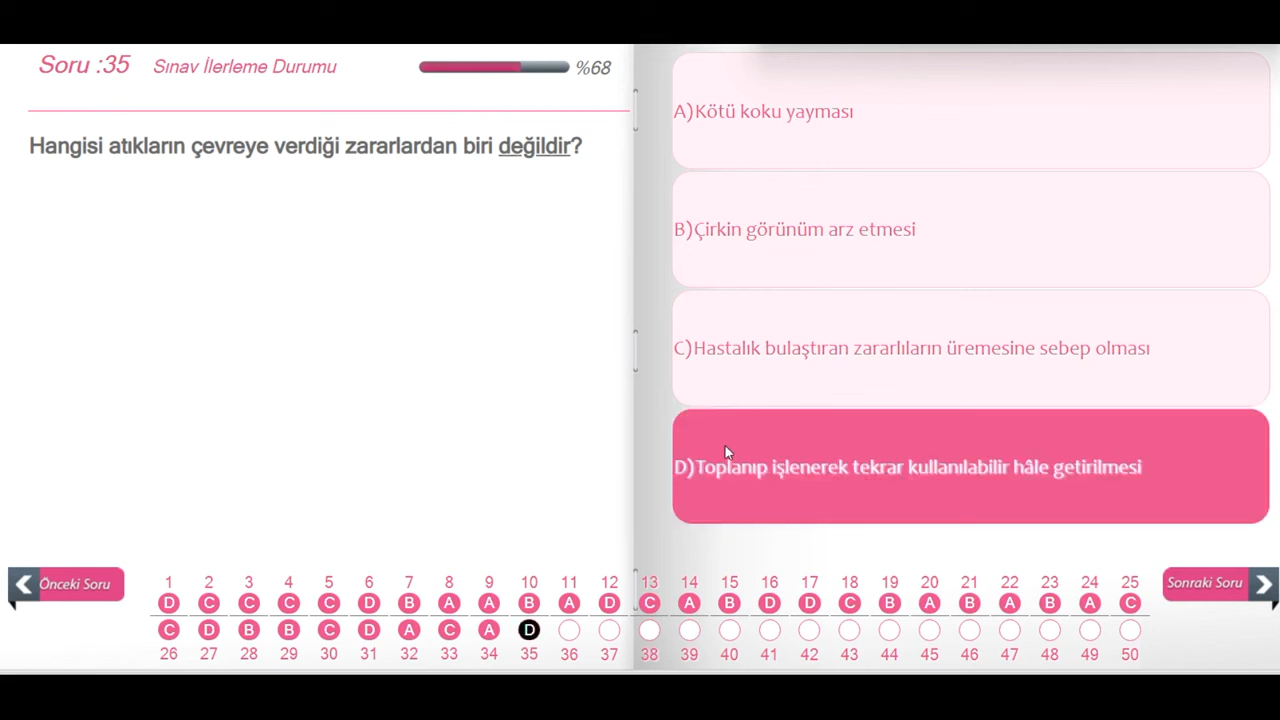 Soru :35 Sınav İlerleme Durumu %68
Hangisi atıkların çevreye verdiği zararlardan biri değildir?
A)Kötü koku yayması
B)Çirkin görünüm arz etmesi
C)Hastalık bulaştıran zararlıların üremesine sebep olması
D)Toplanıp işlenerek tekrar kullanılabilir hâle getirilmesi
Önceki Soru
1 2 3 4 5 6 7 8 9 10 11 12 13 14 15 16 17 18 19 20 21 22 23 24 25
D C C C C D B A A B A D C A B D D C B A B A B A C
C D B B C D A C A D
26 27 28 29 30 31 32 33 34 35 36 37 38 39 40 41 42 43 44 45 46 47 48 49 50
Sonraki Soru